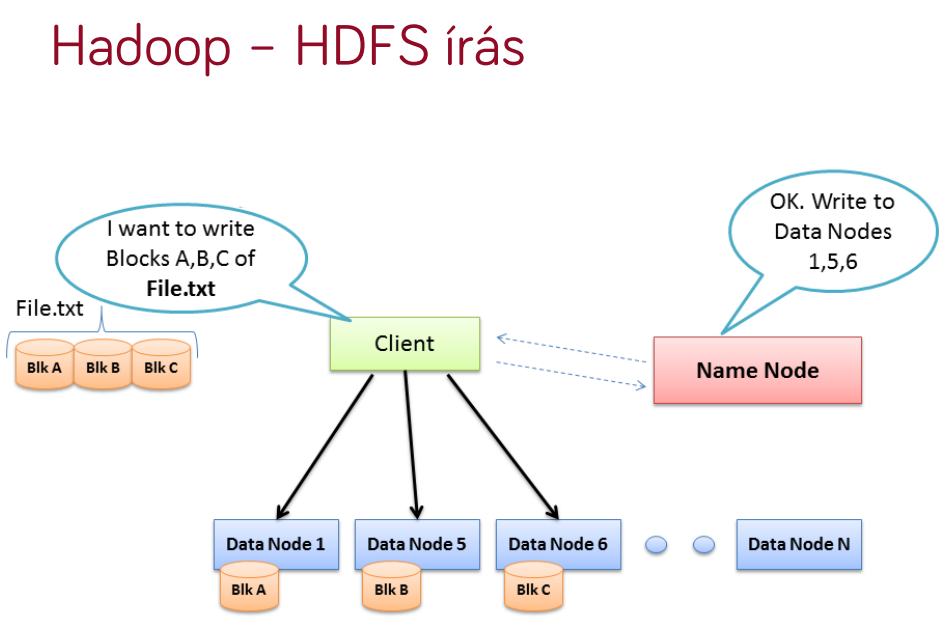 Hadoop – HDFS írás
I want to write
Blocks A,B,C of
File.txt
OK. Write to
Data Nodes
1,5,6
File.txt
Blk A
Blk B
Blk C
Client
Name Node
Data Node 1
Data Node 5
Data Node 6
Data Node N
Blk A
Blk B
Blk C